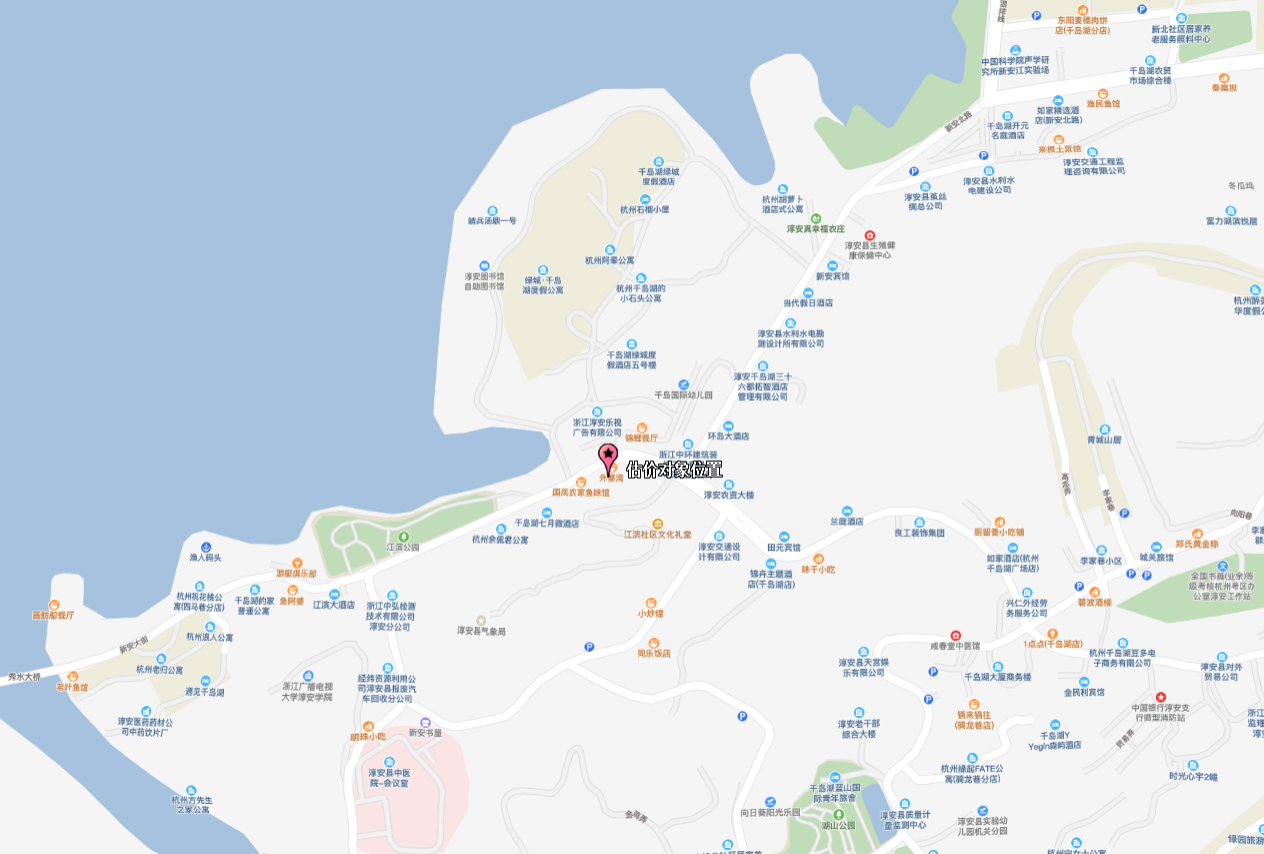 滨路线
东阳麦穗肉饼
店(千岛湖分店)
新北社区居家养
老服务照料中心
中国科学院声学研
究所新安江实验场
千岛湖农贸
市场综合楼
渔民鱼馆
如家精选酒
店(新安北路)
千岛湖开元
名庭酒店
新安北路
来根土菜馆
淳安交通工程监
理咨询有限公司
淳安县水利水
电建设公司
淳安县茧丝
绸总公司
冬瓜坞
富力湖滨悦居
千岛湖绿城
度假酒店
杭州石榴小屋
杭州胡萝卜
酒店式公寓
淳安真幸福农庄
淳安县生殖健
康保健中心
骑兵汤鼎一号
淳安图书馆
自助图书馆
绿城·千岛
湖度假公寓
杭州阿晕公寓
杭州千岛湖的
小石头公寓
新安宾馆
当代假日酒店
淳安县水利水电勘
测设计所有限公司
千岛湖绿城度
假酒店五号楼
淳安千岛湖三十
六都拓智酒店
管理有限公司
千岛国际幼儿园
浙江淳安乐视
广告有限公司
锦鲤餐厅
环岛大酒店
浙江中环建筑装
估价对象位置
外婆湾
国凤农家鱼味馆
淳安农资大楼
青城山居
千岛湖七月微酒店
杭州余佩君公寓
江滨公园
江滨社区文化礼堂
淳安交通设
计有限公司
田元宾馆
兰庭酒店
良工装饰集团
厨留香小吃铺
如家酒店(杭州
千岛湖广场店)
李家巷
李家巷小区
城关旅馆
郑氏黄金粽
向阳巷
全国书画(业余)等
级考核杭州考区办
公室淳安工作站
渔人码头
游艇俱乐部
鱼阿婆
江滨大酒店
千岛湖的家
普通公寓
杭州祝花桃公
寓(四马巷分店)
杭州浪人公寓
画舫船餐厅
新安大街
杭州老归公寓
遇见千岛湖
秀水大桥
老叶鱼馆
淳安医药药材公
司中药饮片厂
浙江中弘检测
技术有限公司
淳安分公司
淳安县气象局
味千小吃
锦卉主题酒
店(千岛湖店)
小炒煌
同乐饭店
兴仁外经劳
务服务公司
碧波酒楼
咸春堂中医馆
1点点(千岛湖店)
杭州千岛湖豆多电
子商务有限公司
淳安县对外
贸易公司
淳安县天宫娱
乐有限公司
千岛湖大厦商务楼
金民利宾馆
中国银行淳安支
行微型消防站
浙江广播电视
大学淳安学院
经纬资源利用公
司淳安县报废汽
车回收分公司
明珠小吃
新安书屋
淳安县中医
院-会议室
淳安老干部
综合大楼
锅来锅往
(骑龙巷店)
千岛湖Y
Yegin森屿酒店
贸易弄
杭州缘起FATE公
寓(骑龙巷分店)
时光心宇2幢
杭州方先生
之家公寓
金鸡弄
向日葵阳光乐园
千岛湖蓝山国
际青年旅舍
湖山公园
淳安县质量计
量监测中心
淳安县实验幼
儿园机关分园